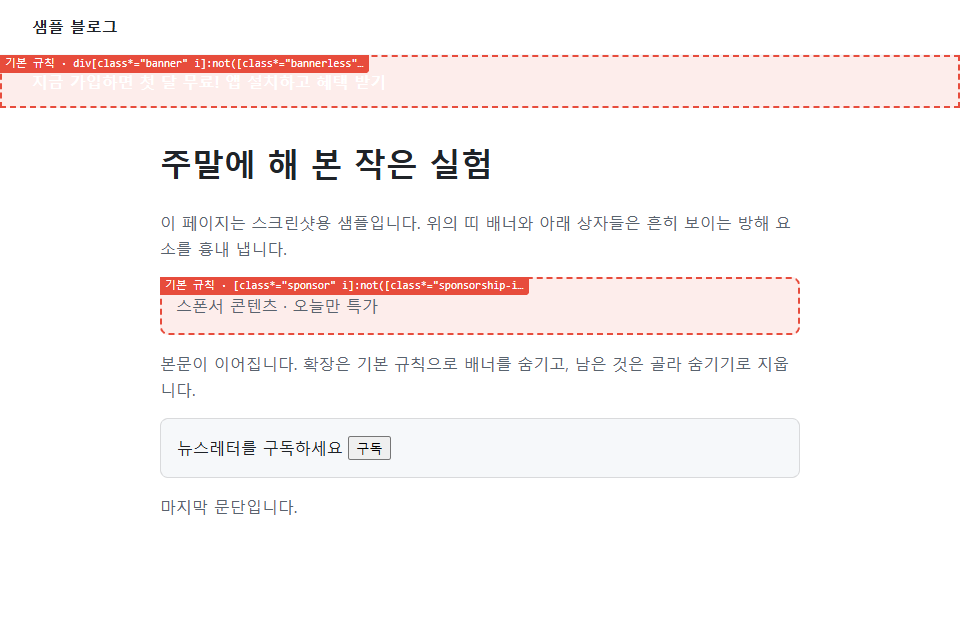 샘플 블로그
기본 규칙 · div[class*="banner" i]:not([class*="bannerless"…
지금 가입하면 첫 달 무료! 앱 설치하고 혜택 받기
주말에 해 본 작은 실험
이 페이지는 스크린샷용 샘플입니다. 위의 띠 배너와 아래 상자들은 흔히 보이는 방해 요
소를 흉내 냅니다.
기본 규칙 · [class*="sponsor" i]:not([class*="sponsorship-i…
스폰서 콘텐츠 · 오늘만 특가
본문이 이어집니다. 확장은 기본 규칙으로 배너를 숨기고, 남은 것은 골라 숨기기로 지웁
니다.
뉴스레터를 구독하세요 구독
마지막 문단입니다.